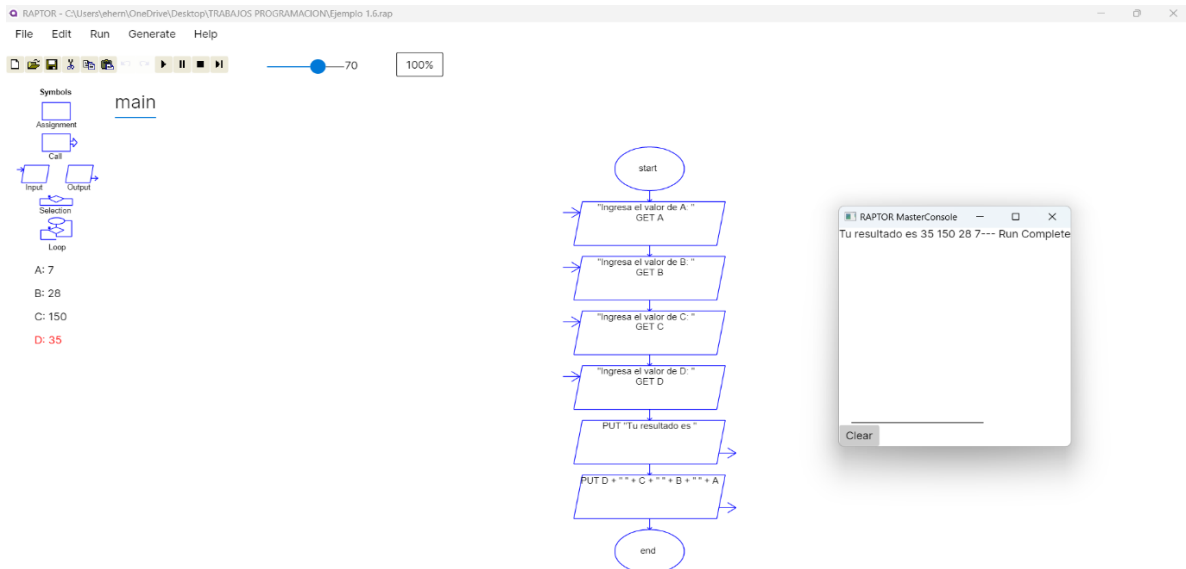 RAPTOR - C:\Users\ehern\OneDrive\Desktop\TRABAJOS PROGRAMACION\Ejemplo 1.6.rap
File Edit Run Generate Help
70
100%
Symbols
Assignment
Call
Input Output
Selection
Loop
A: 7
B: 28
C: 150
D: 35
main
start
"Ingresa el valor de A: "
GET A
"Ingresa el valor de B: "
GET B
"Ingresa el valor de C: "
GET C
"Ingresa el valor de D: "
GET D
PUT "Tu resultado es "
PUT D + " " + C + " " + B + " " + A
end
RAPTOR MasterConsole
Tu resultado es 35 150 28 7--- Run Complete
Clear